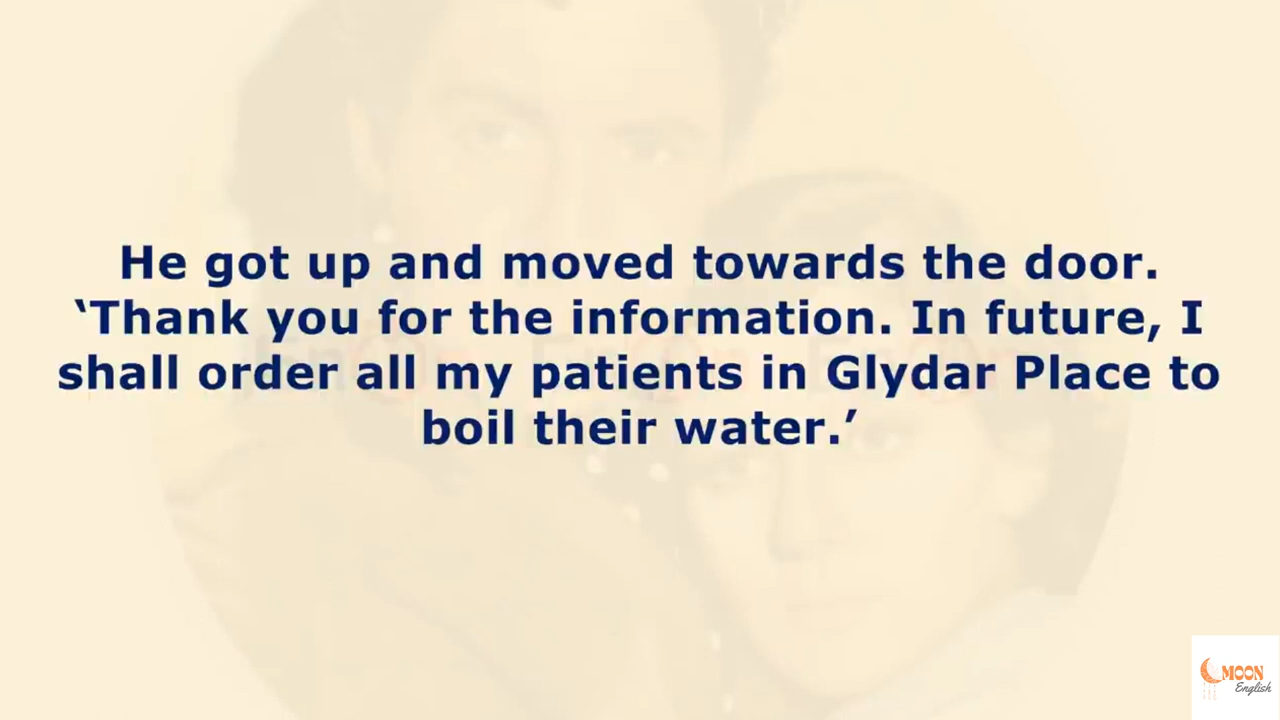 He got up and moved towards the door.
‘Thank you for the information. In future, I
shall order all my patients in Glydar Place to
boil their water.’
MOON
English